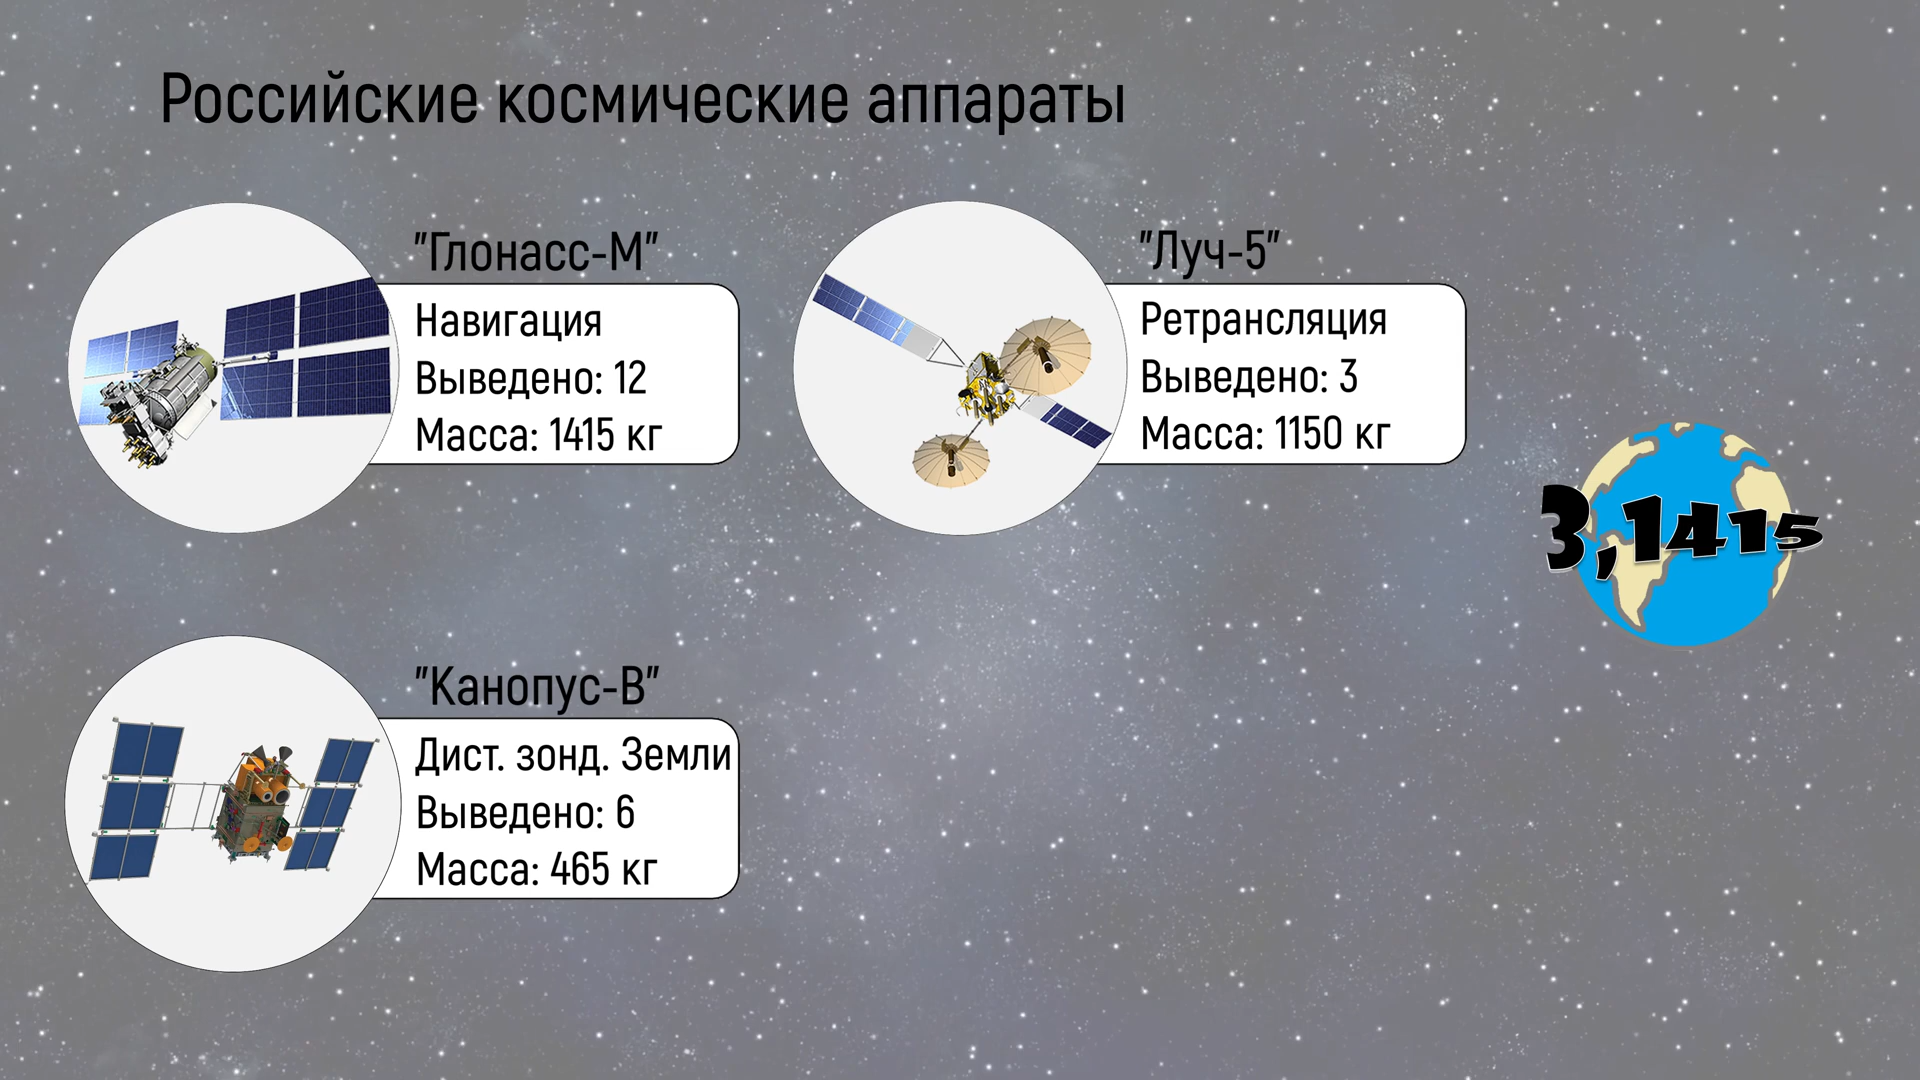 Российские космические аппараты
"Глонасс-М"
Навигация
Выведено: 12
Масса: 1415 кг
"Луч-5"
Ретрансляция
Выведено: 3
Масса: 1150 кг
3,1415
"Канопус-В"
Дист. зонд. Земли
Выведено: 6
Масса: 465 кг